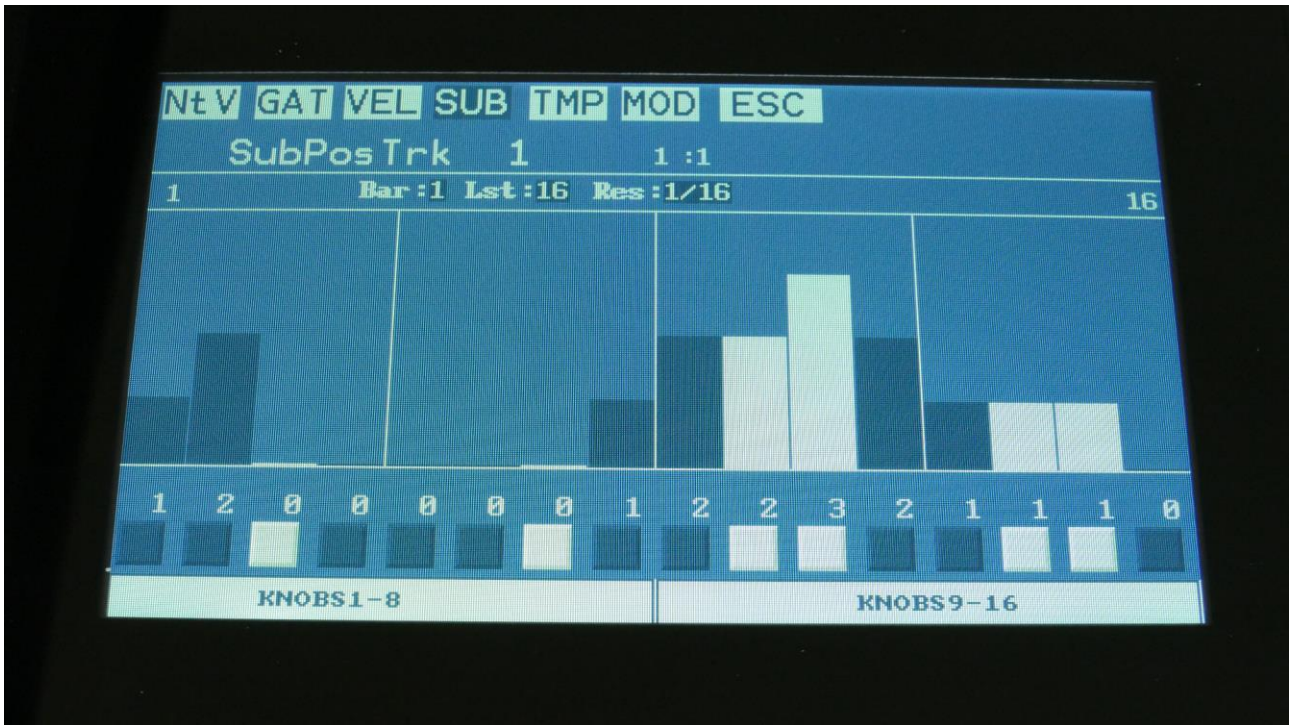 NtV GAT VEL SUB TMP MOD ESC
SubPosTrk 1 1 :1
1 Bar:1 Lst:16 Res:1/16 16
1 2 0 0 0 0 0 1 2 2 3 2 1 1 1 0
KNOBS1-8 KNOBS9-16